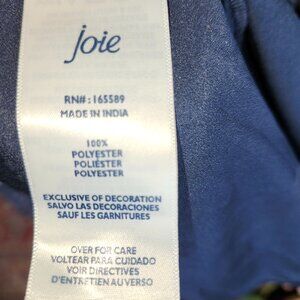 joie
RN#: 165589
MADE IN INDIA
100%
POLYESTER
POLIÉSTER
POLYESTER
EXCLUSIVE OF DECORATION
SALVO LAS DECORACIONES
SAUF LES GARNITURES
OVER FOR CARE
VOLTEAR PARA CUIDADO
VOIR DIRECTIVES
D'ENTRETIEN AU VERSO